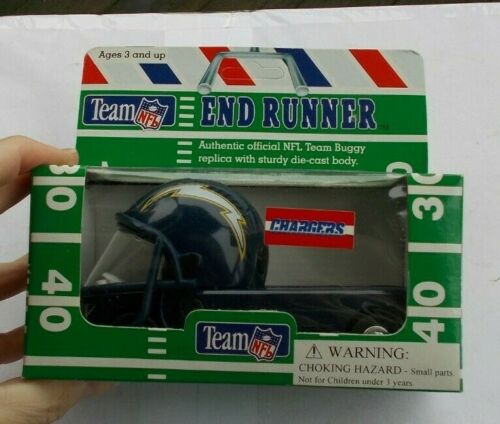 Ages 3 and up
Team NFL
END RUNNER
TM
Authentic official NFL Team Buggy
replica with sturdy die-cast body.
CHARGERS
30
40
40
Team NFL
⚠ WARNING:
CHOKING HAZARD - Small parts
Not for Children under 3 years